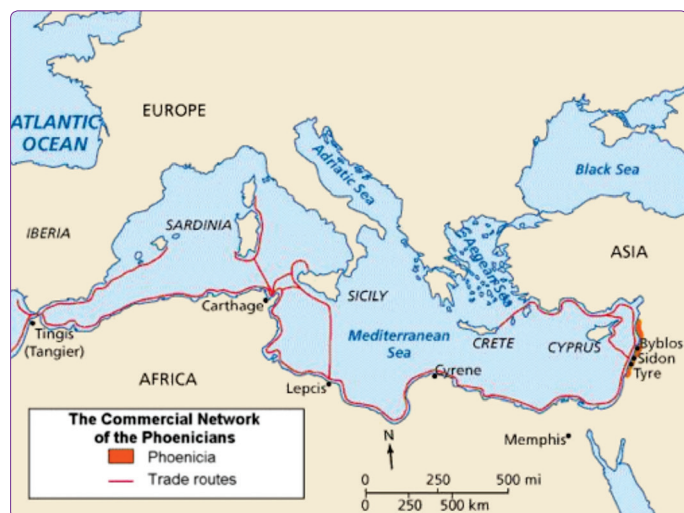 EUROPE
ATLANTIC
OCEAN
Adriatic Sea
Black Sea
IBERIA
SARDINIA
Aegean Sea
ASIA
SICILY
Carthage
Tingis
(Tangier)
Mediterranean
Sea
CRETE
CYPRUS
Byblos
Sidon
Tyre
AFRICA
Lepcis
Cyrene
Memphis
The Commercial Network
of the Phoenicians
Phoenicia
Trade routes
N
0 250 500 mi
0 250 500 km